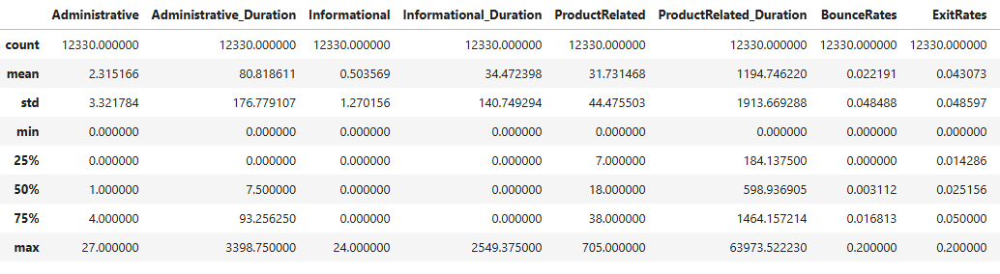 Administrative Administrative_Duration Informational Informational_Duration ProductRelated ProductRelated_Duration BounceRates ExitRates
count 12330.000000 12330.000000 12330.000000 12330.000000 12330.000000 12330.000000 12330.000000 12330.000000
mean 2.315166 80.818611 0.503569 34.472398 31.731468 1194.746220 0.022191 0.043073
std 3.321784 176.779107 1.270156 140.749294 44.475503 1913.669288 0.048488 0.048597
min 0.000000 0.000000 0.000000 0.000000 0.000000 0.000000 0.000000 0.000000
25% 0.000000 0.000000 0.000000 0.000000 7.000000 184.137500 0.000000 0.014286
50% 1.000000 7.500000 0.000000 0.000000 18.000000 598.936905 0.003112 0.025156
75% 4.000000 93.256250 0.000000 0.000000 38.000000 1464.157214 0.016813 0.050000
max 27.000000 3398.750000 24.000000 2549.375000 705.000000 63973.522230 0.200000 0.200000